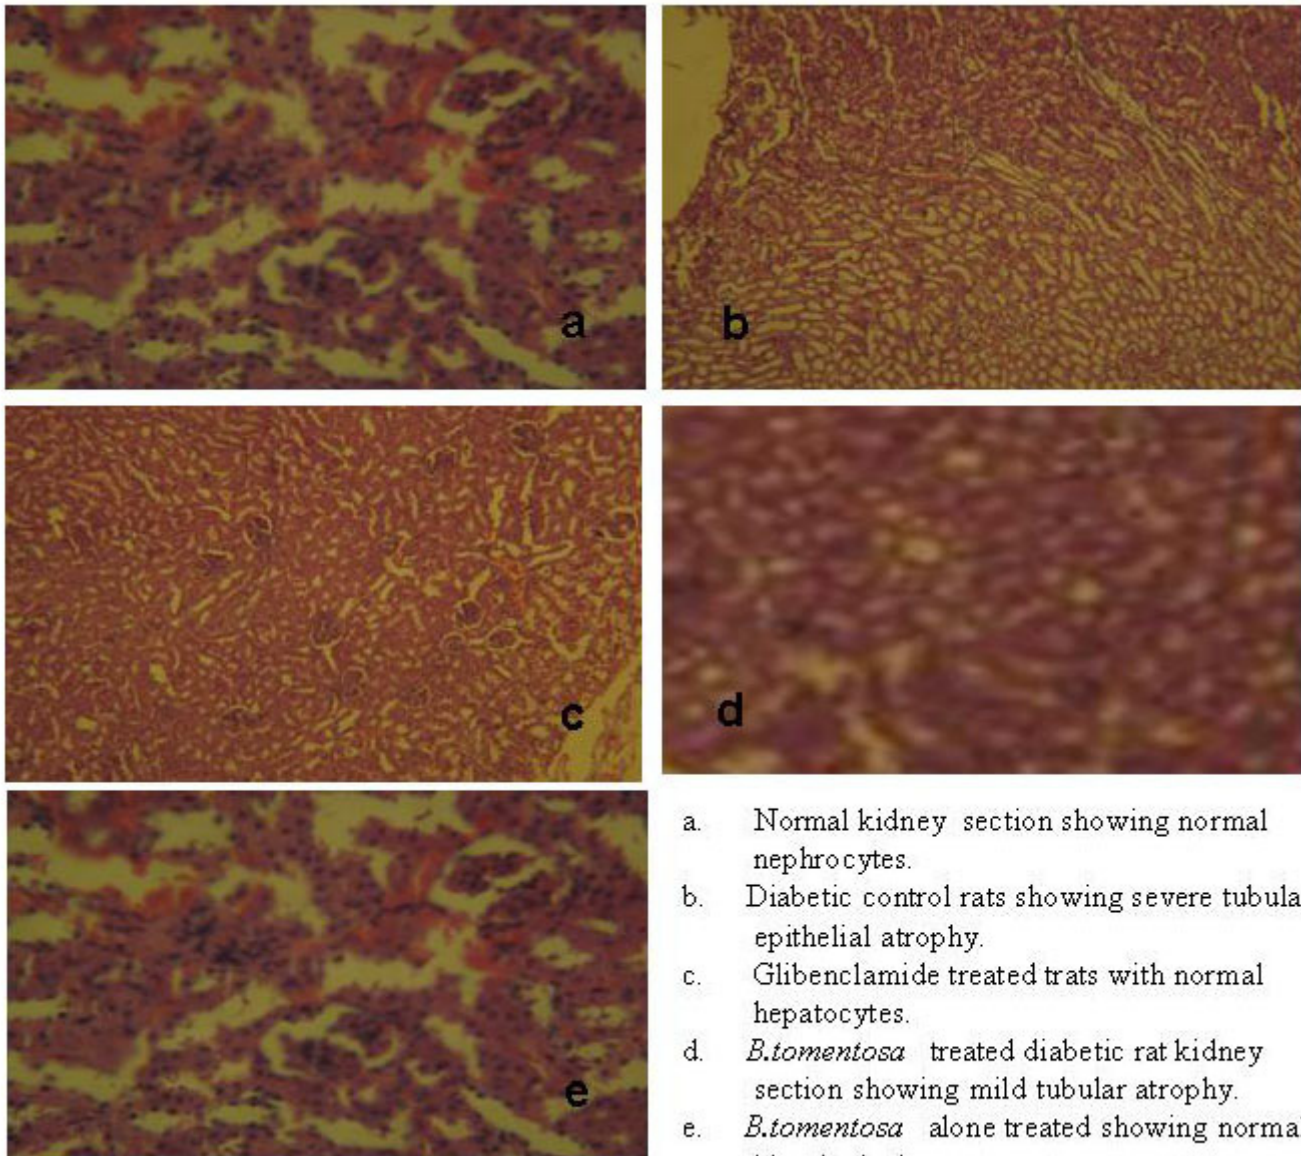 a
b
c
d
e
a. Normal kidney section showing normal
nephrocytes.
b. Diabetic control rats showing severe tubula
epithelial atrophy.
c. Glibenclamide treated trats with normal
hepatocytes.
d. B.tomentosa treated diabetic rat kidney
section showing mild tubular atrophy.
e. B.tomentosa alone treated showing normal